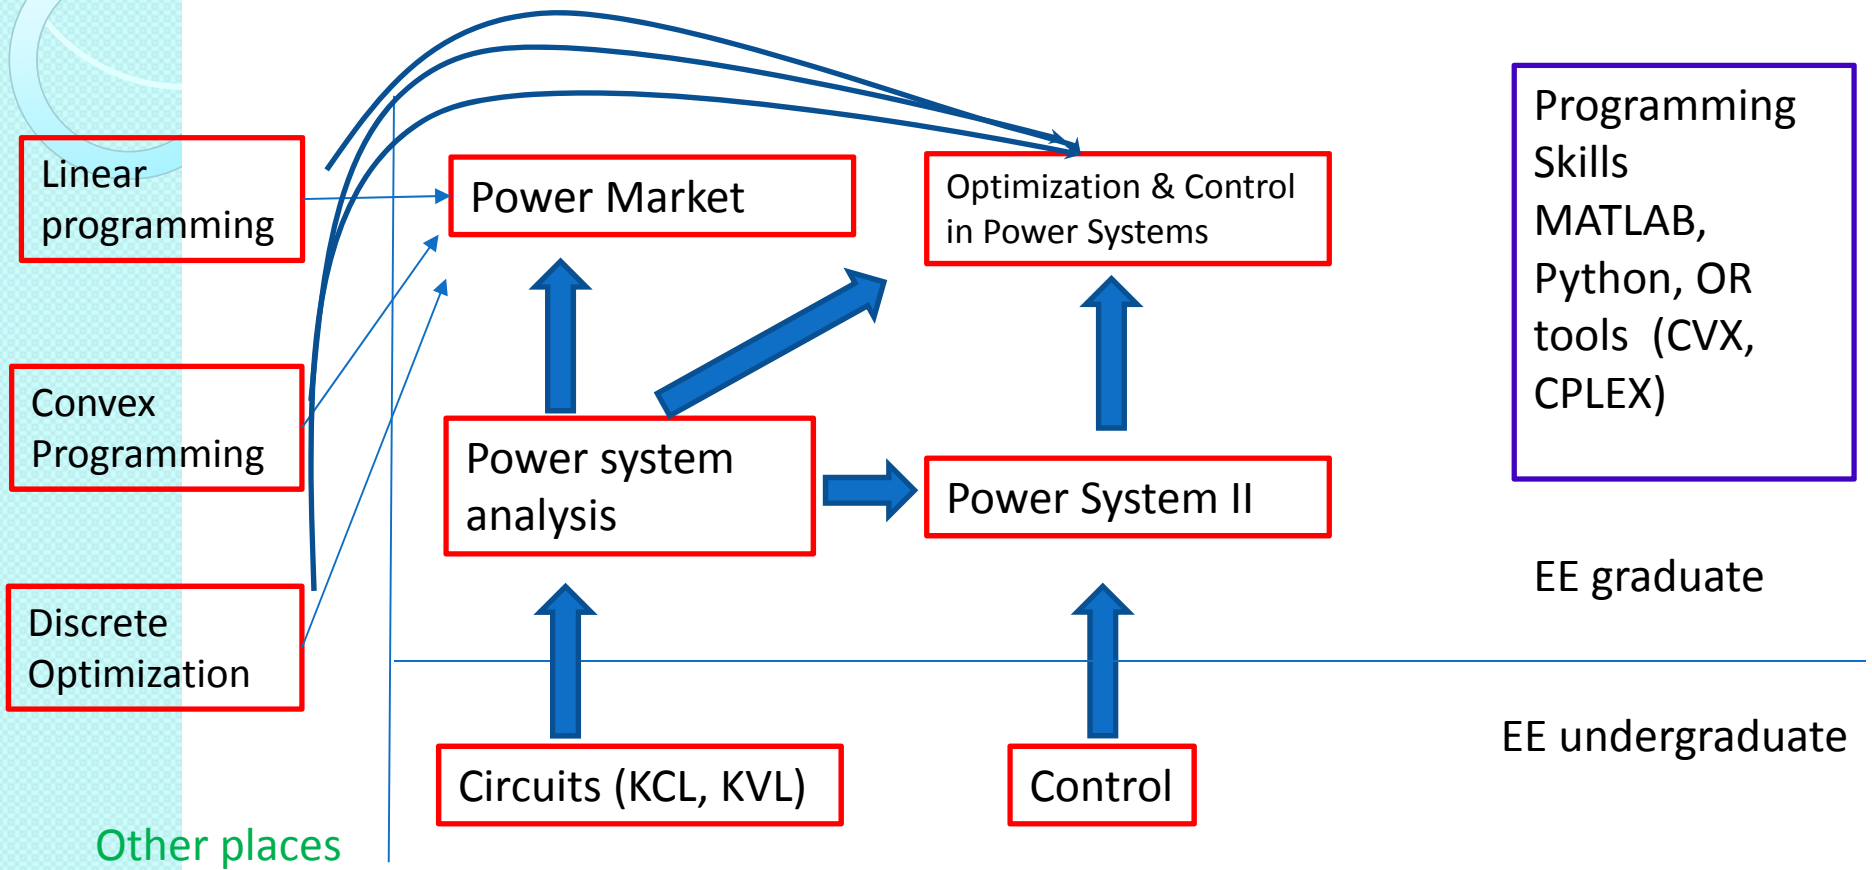 Linear
programming
Power Market
Optimization & Control
in Power Systems
Programming
Skills
MATLAB,
Python, OR
tools (CVX,
CPLEX)
Convex
Programming
Power system
analysis
Power System II
EE graduate
Discrete
Optimization
EE undergraduate
Circuits (KCL, KVL)
Control
Other places